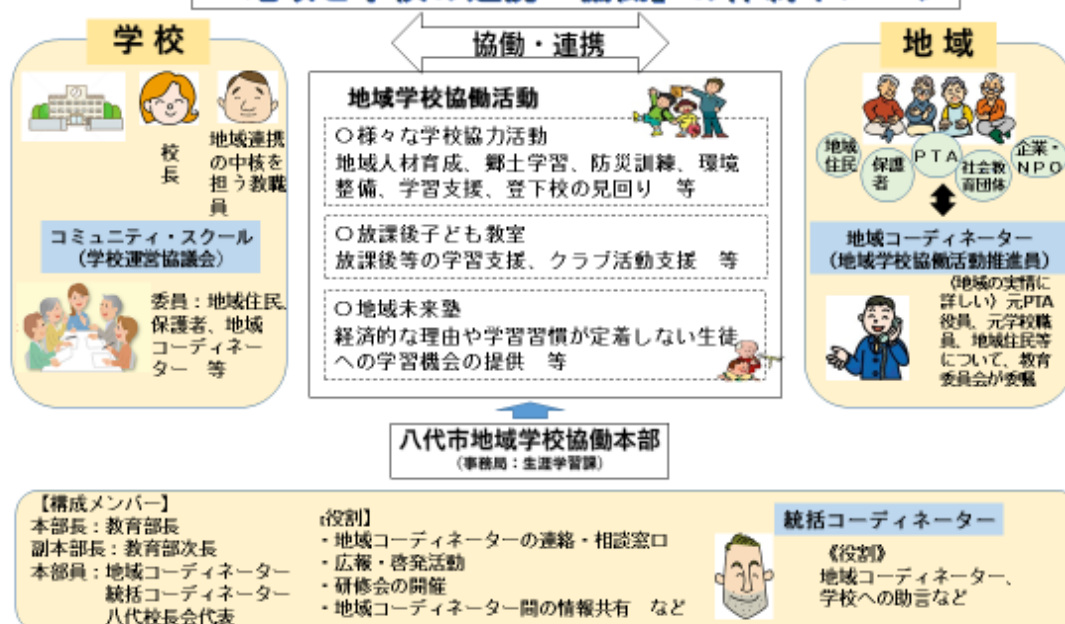 学校
協働・連携
地域
校長
地域連携
の中核を
担う教職
員
コミュニティ・スクール
(学校運営協議会)
委員：地域住民、
保護者、地域
コーディネー
ター　等
地域学校協働活動
○様々な学校協力活動
地域人材育成、郷土学習、防災訓練、環境
整備、学習支援、登下校の見回り　等
○放課後子ども教室
放課後等の学習支援、クラブ活動支援　等
○地域未来塾
経済的な理由や学習習慣が定着しない生徒
への学習機会の提供　等
地域
住民
保護
者
PTA
社会教
育団体
企業・
NPO
地域コーディネーター
(地域学校協働活動推進員)
(地域の実情に
詳しい）元PTA
役員、元学校職
員、地域住民等
について、教育
委員会が委嘱
八代市地域学校協働本部
(事務局：生涯学習課)
【構成メンバー】
本部長：教育部長
副本部長：教育部次長
本部員：地域コーディネーター
統括コーディネーター
八代校長会代表
【役割】
・地域コーディネーターの連絡・相談窓口
・広報・啓発活動
・研修会の開催
・地域コーディネーター間の情報共有　など
統括コーディネーター
《役割》
地域コーディネーター、
学校への助言など